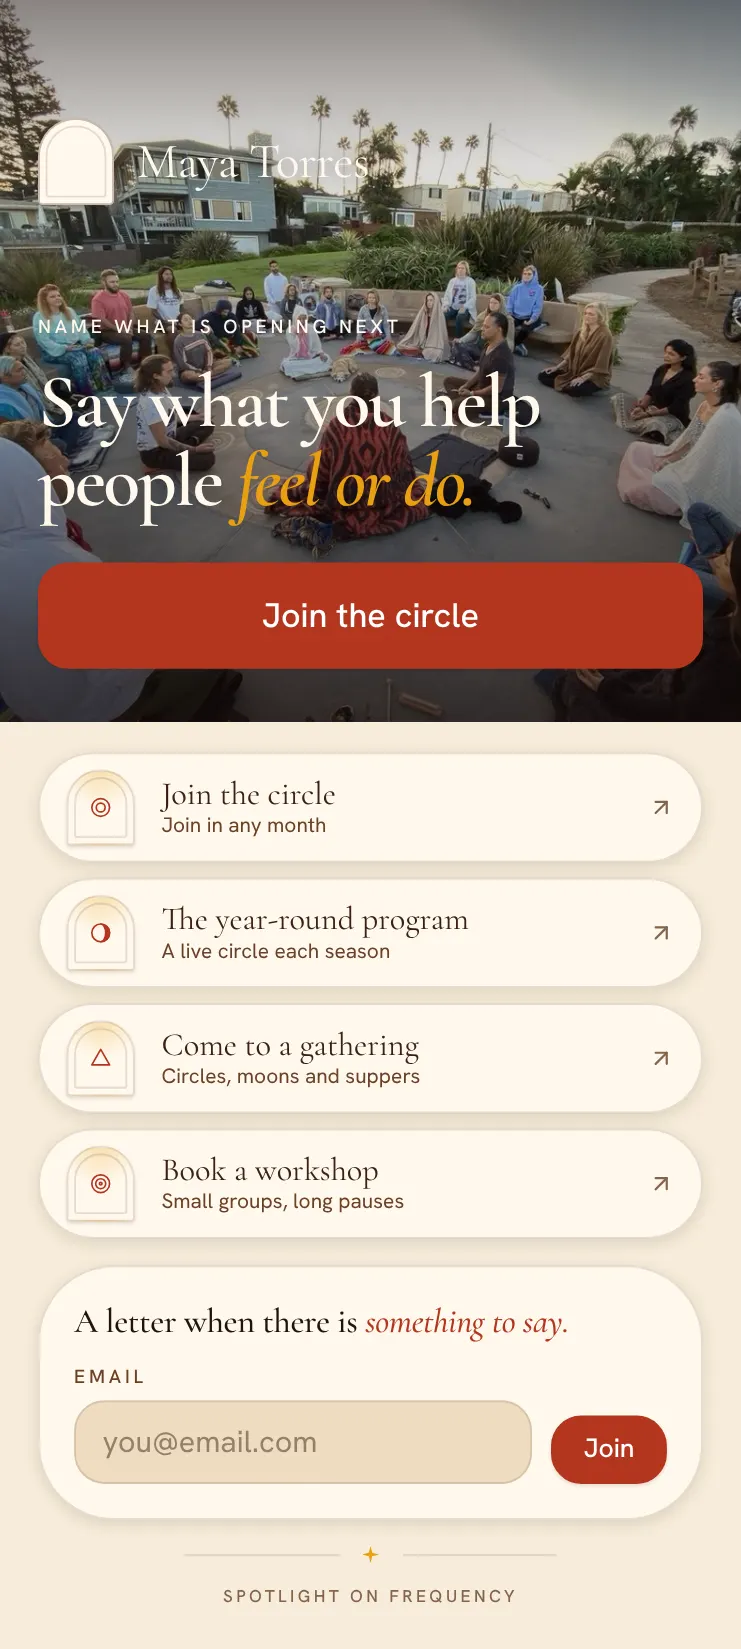 Maya Torres
NAME WHAT IS OPENING NEXT
Say what you help
people feel or do.
Join the circle
Join the circle
Join in any month
The year-round program
A live circle each season
Come to a gathering
Circles, moons and suppers
Book a workshop
Small groups, long pauses
A letter when there is something to say.
EMAIL
you@email.com
Join
SPOTLIGHT ON FREQUENCY